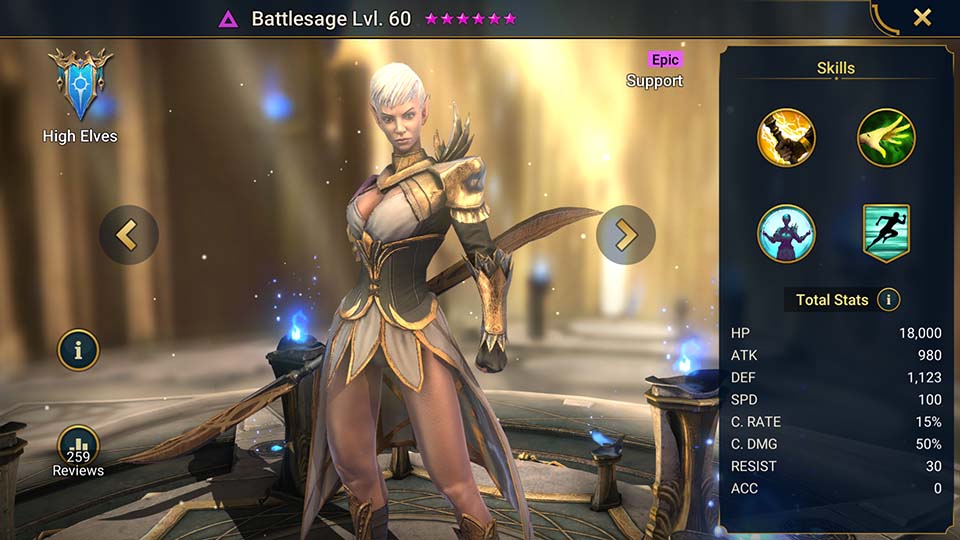 Battlesage Lvl. 60
High Elves
Epic
Support
259
Reviews
Skills
Total Stats i
HP 18,000
ATK 980
DEF 1,123
SPD 100
C. RATE 15%
C. DMG 50%
RESIST 30
ACC 0